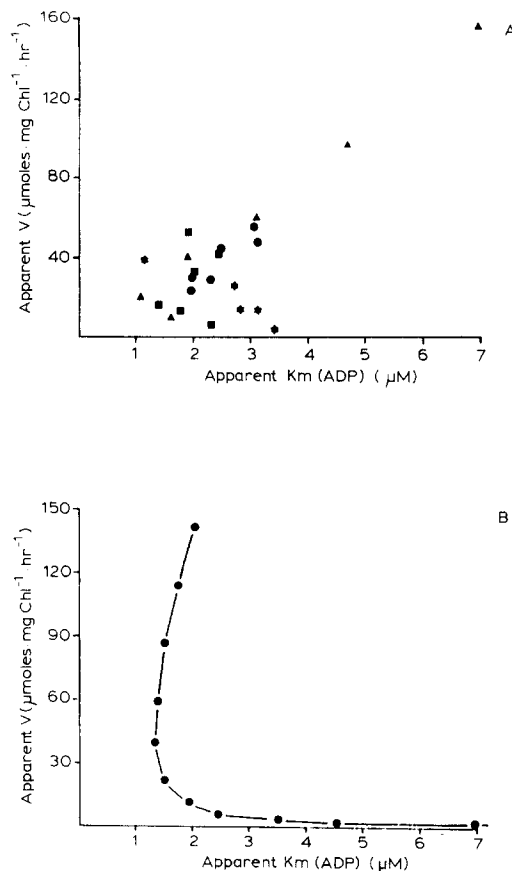 A
160
120
80
40
Apparent V (μmoles · mg Chl⁻¹ · hr⁻¹)
1 2 3 4 5 6 7
Apparent Km (ADP) (μM)
B
150
120
90
60
30
Apparent V (μmoles mg Chl⁻¹ · hr⁻¹)
1 2 3 4 5 6 7
Apparent Km (ADP) (μM)